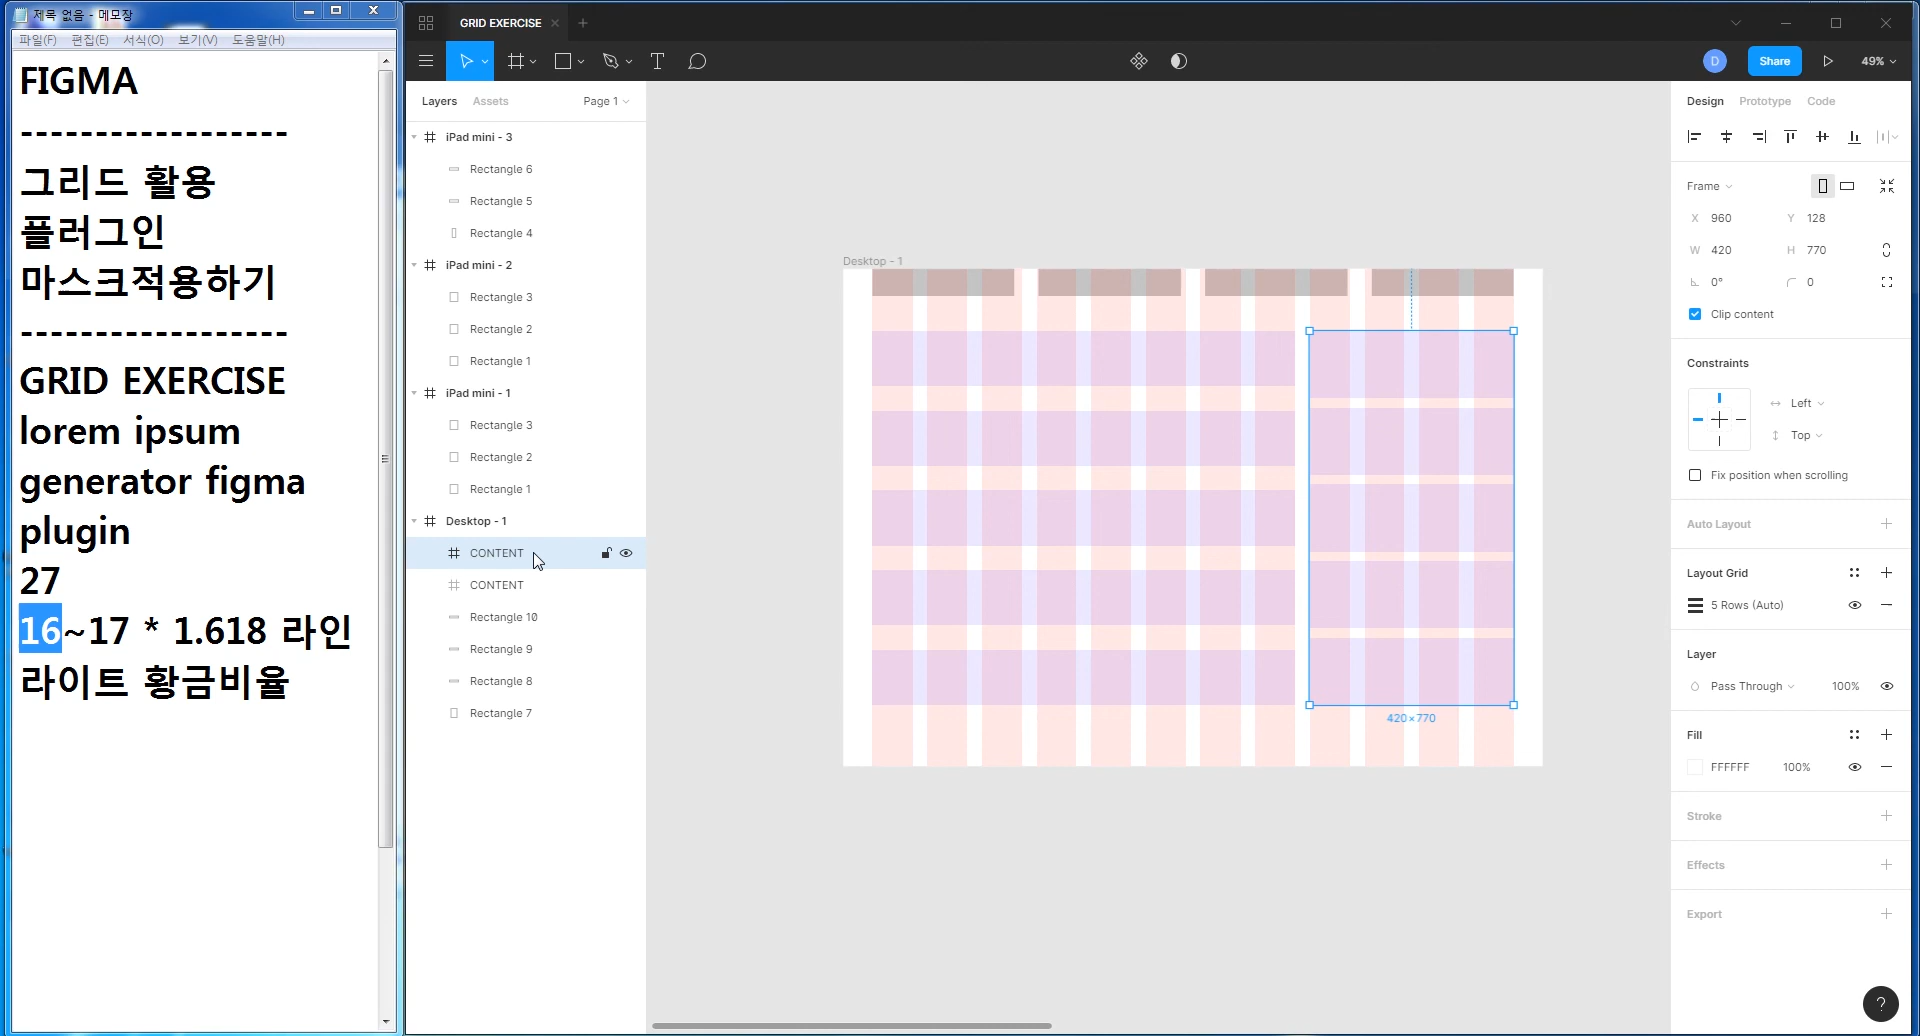 제목 없음 - 메모장
파일(F) 편집(E) 서식(O) 보기(V) 도움말(H)
FIGMA
------------------
그리드 활용
플러그인
마스크적용하기
------------------
GRID EXERCISE
lorem ipsum
generator figma
plugin
27
16~17 * 1.618 라인
라이트 황금비율
GRID EXERCISE
D
Share
49%
Layers Assets Page 1
iPad mini - 3
Rectangle 6
Rectangle 5
Rectangle 4
iPad mini - 2
Rectangle 3
Rectangle 2
Rectangle 1
iPad mini - 1
Rectangle 3
Rectangle 2
Rectangle 1
Desktop - 1
CONTENT
CONTENT
Rectangle 10
Rectangle 9
Rectangle 8
Rectangle 7
Desktop - 1
420×770
Design Prototype Code
Frame
X 960 Y 128
W 420 H 770
0° 0
Clip content
Constraints
Left
Top
Fix position when scrolling
Auto Layout
Layout Grid
5 Rows (Auto)
Layer
Pass Through 100%
Fill
FFFFFF 100%
Stroke
Effects
Export
?